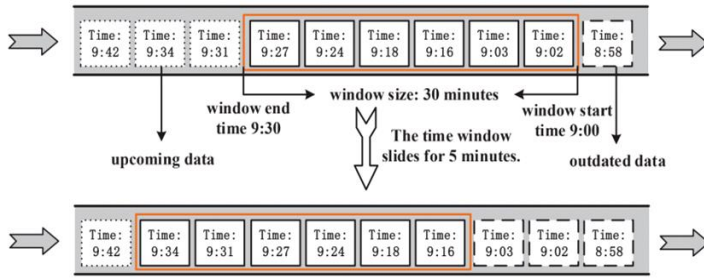 Time: Time: Time: Time: Time: Time: Time: Time: Time: Time:
9:42 9:34 9:31 9:27 9:24 9:18 9:16 9:03 9:02 8:58
window end
time 9:30
window size: 30 minutes
window start
time 9:00
upcoming data
The time window
slides for 5 minutes.
outdated data
Time: Time: Time: Time: Time: Time: Time: Time: Time: Time:
9:42 9:34 9:31 9:27 9:24 9:18 9:16 9:03 9:02 8:58